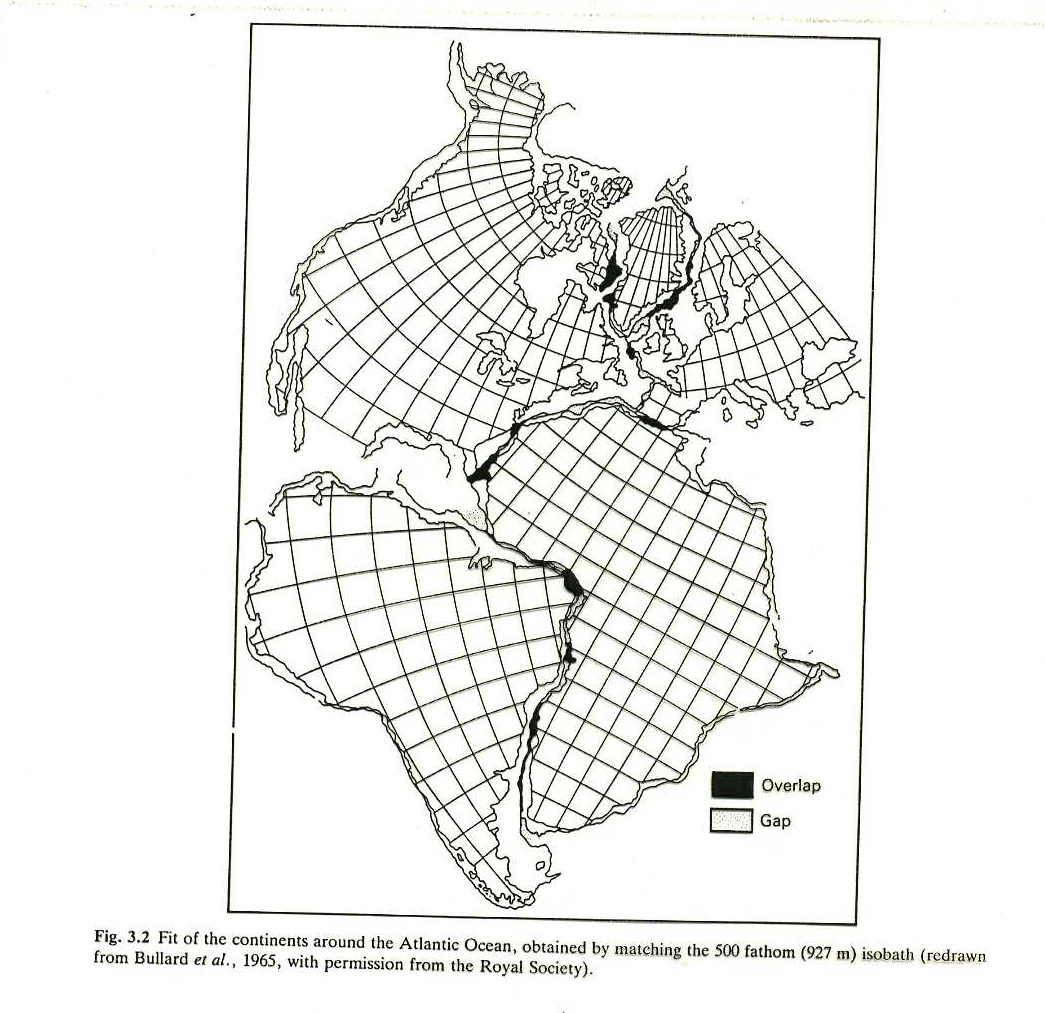 Overlap
Gap
Fig. 3.2 Fit of the continents around the Atlantic Ocean, obtained by matching the 500 fathom (927 m) isobath (redrawn
from Bullard et al., 1965, with permission from the Royal Society).